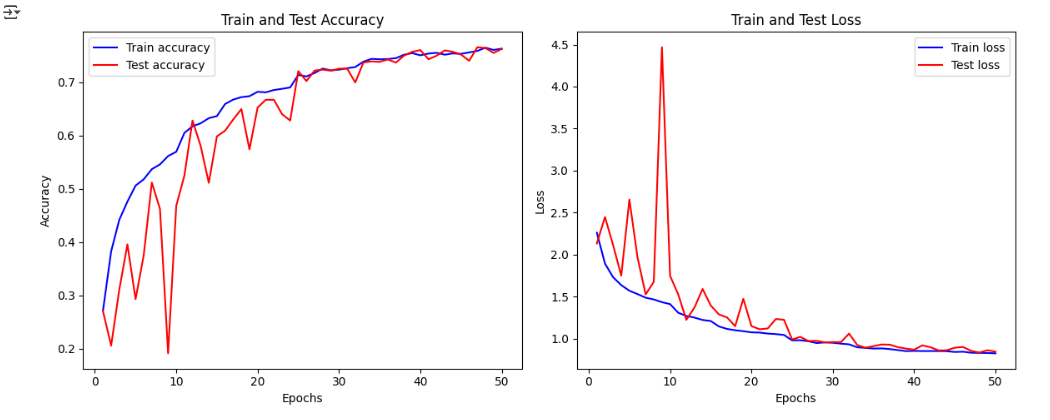 Train and Test Accuracy
Train accuracy
Test accuracy
0.7
0.6
0.5
0.4
0.3
0.2
Accuracy
0 10 20 30 40 50
Epochs
Train and Test Loss
Train loss
Test loss
4.5
4.0
3.5
3.0
2.5
2.0
1.5
1.0
Loss
0 10 20 30 40 50
Epochs